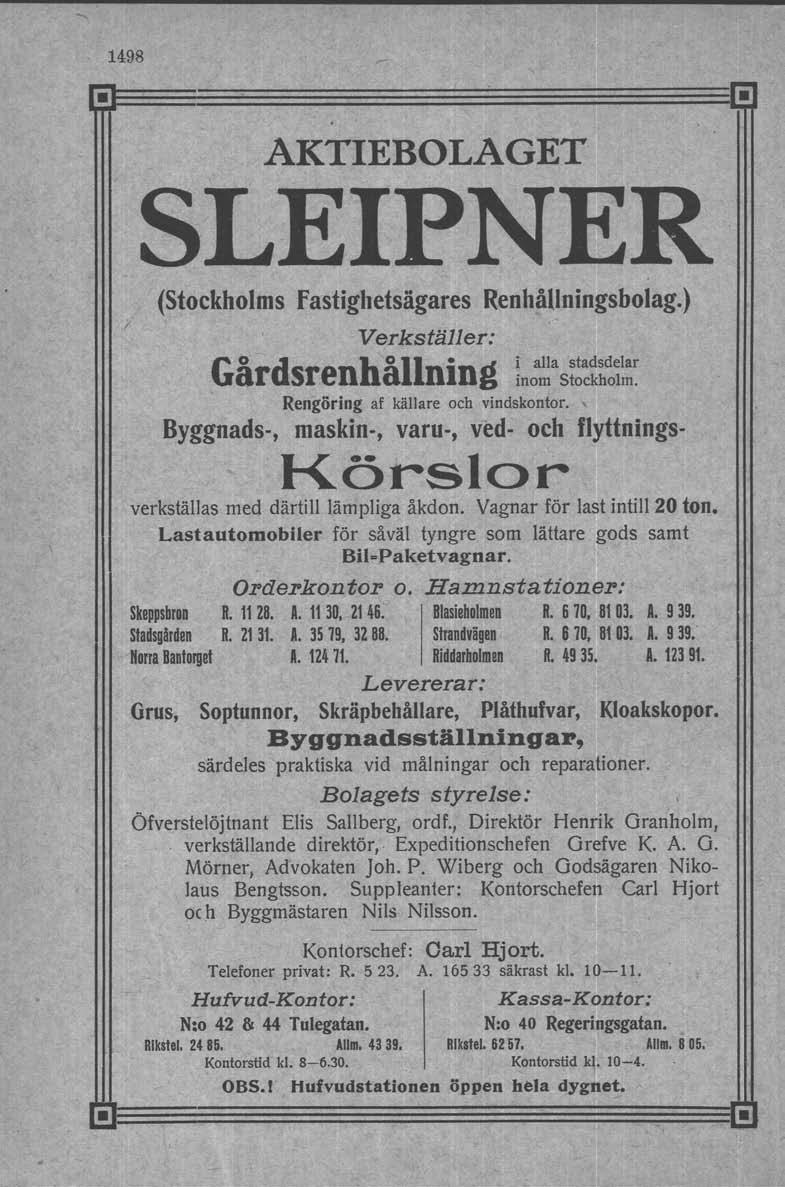 1498
AKTIEBOLAGET
SLEIPNER
(Stockholms Fastighetsägares Renhållningsbolag.)
Verkställer:
Gårdsrenhållning i alla stadsdelar
inom Stockholm.
Rengöring af källare och vindskontor.
Byggnads-, maskin-, varu-, ved- och flyttnings-
Körslor
verkställas med därtill lämpliga åkdon. Vagnar för last intill 20 ton.
Lastautomobiler för såväl tyngre som lättare gods samt
Bil=Paketvagnar.
Orderkontor o. Hamnstationer:
Skeppsbron R. 11 28. A. 11 30, 21 46.
Stadsgården R. 21 31. A. 35 79, 32 88.
Norra Bantorget A. 124 71.
Blasieholmen R. 6 70, 81 03. A. 9 39.
Strandvägen R. 6 70, 81 03. A. 9 39.
Riddarholmen R. 49 35. A. 123 91.
Levererar:
Grus, Soptunnor, Skräpbehållare, Plåthufvar, Kloakskopor.
Byggnadsställningar,
särdeles praktiska vid målningar och reparationer.
Bolagets styrelse:
Öfverstelöjtnant Elis Sallberg, ordf., Direktör Henrik Granholm,
verkställande direktör, Expeditionschefen Grefve K. A. G.
Mörner, Advokaten Joh. P. Wiberg och Godsägaren Niko-
laus Bengtsson. Suppleanter: Kontorschefen Carl Hjort
och Byggmästaren Nils Nilsson.
Kontorschef: Carl Hjort.
Telefoner privat: R. 5 23. A. 165 33 säkrast kl. 10—11.
Hufvud-Kontor:
N:o 42 & 44 Tulegatan.
Rikstel. 24 85. Allm. 43 39.
Kontorstid kl. 8—6.30.
Kassa-Kontor:
N:o 40 Regeringsgatan.
Rikstel. 62 57. Allm. 8 05.
Kontorstid kl. 10—4.
OBS.! Hufvudstationen öppen hela dygnet.